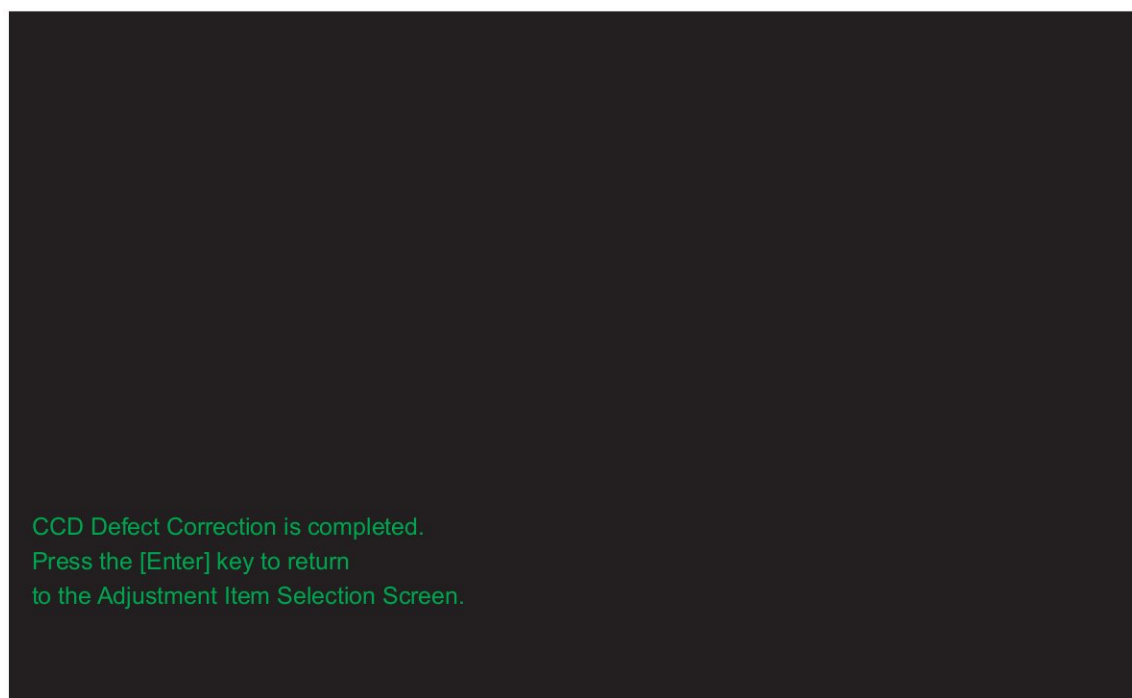 CCD Defect Correction is completed.
Press the [Enter] key to return
to the Adjustment Item Selection Screen.